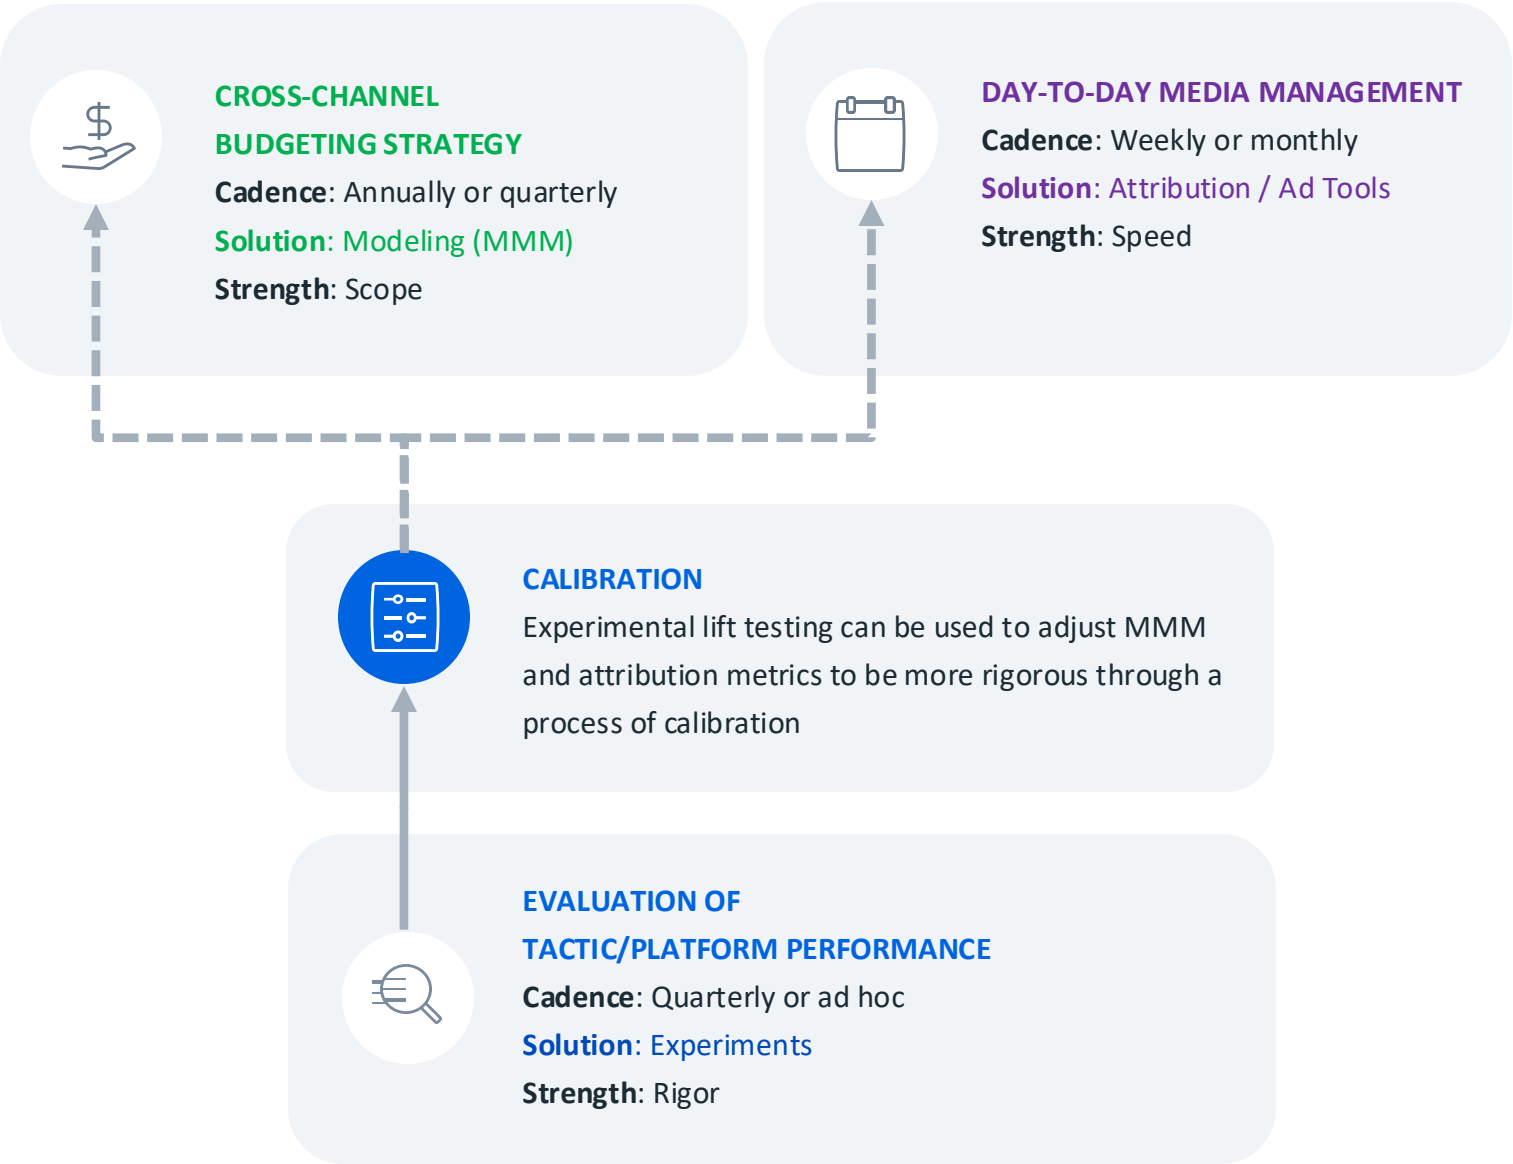 CROSS-CHANNEL
BUDGETING STRATEGY
Cadence: Annually or quarterly
Solution: Modeling (MMM)
Strength: Scope
DAY-TO-DAY MEDIA MANAGEMENT
Cadence: Weekly or monthly
Solution: Attribution / Ad Tools
Strength: Speed
CALIBRATION
Experimental lift testing can be used to adjust MMM
and attribution metrics to be more rigorous through a
process of calibration
EVALUATION OF
TACTIC/PLATFORM PERFORMANCE
Cadence: Quarterly or ad hoc
Solution: Experiments
Strength: Rigor